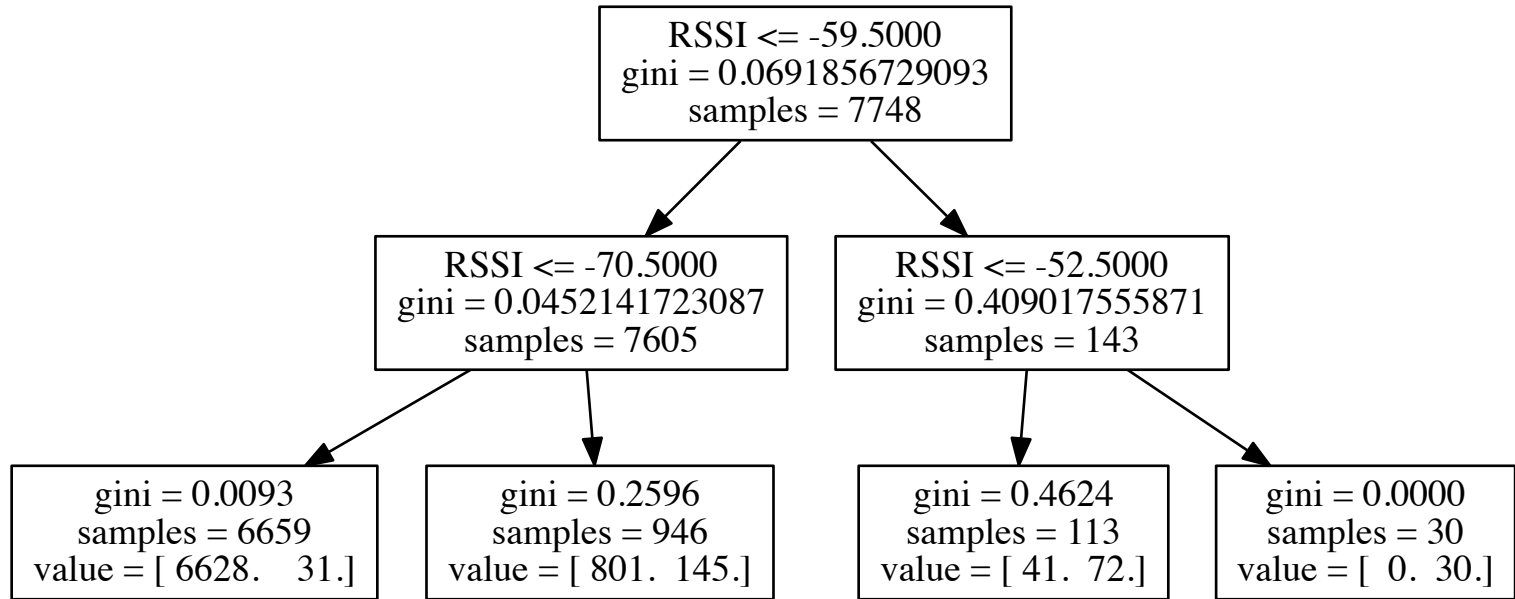 RSSI <= -59.5000
gini = 0.0691856729093
samples = 7748
RSSI <= -70.5000
gini = 0.0452141723087
samples = 7605
RSSI <= -52.5000
gini = 0.409017555871
samples = 143
gini = 0.0093
samples = 6659
value = [ 6628.    31.]
gini = 0.2596
samples = 946
value = [ 801.  145.]
gini = 0.4624
samples = 113
value = [ 41.  72.]
gini = 0.0000
samples = 30
value = [  0.  30.]